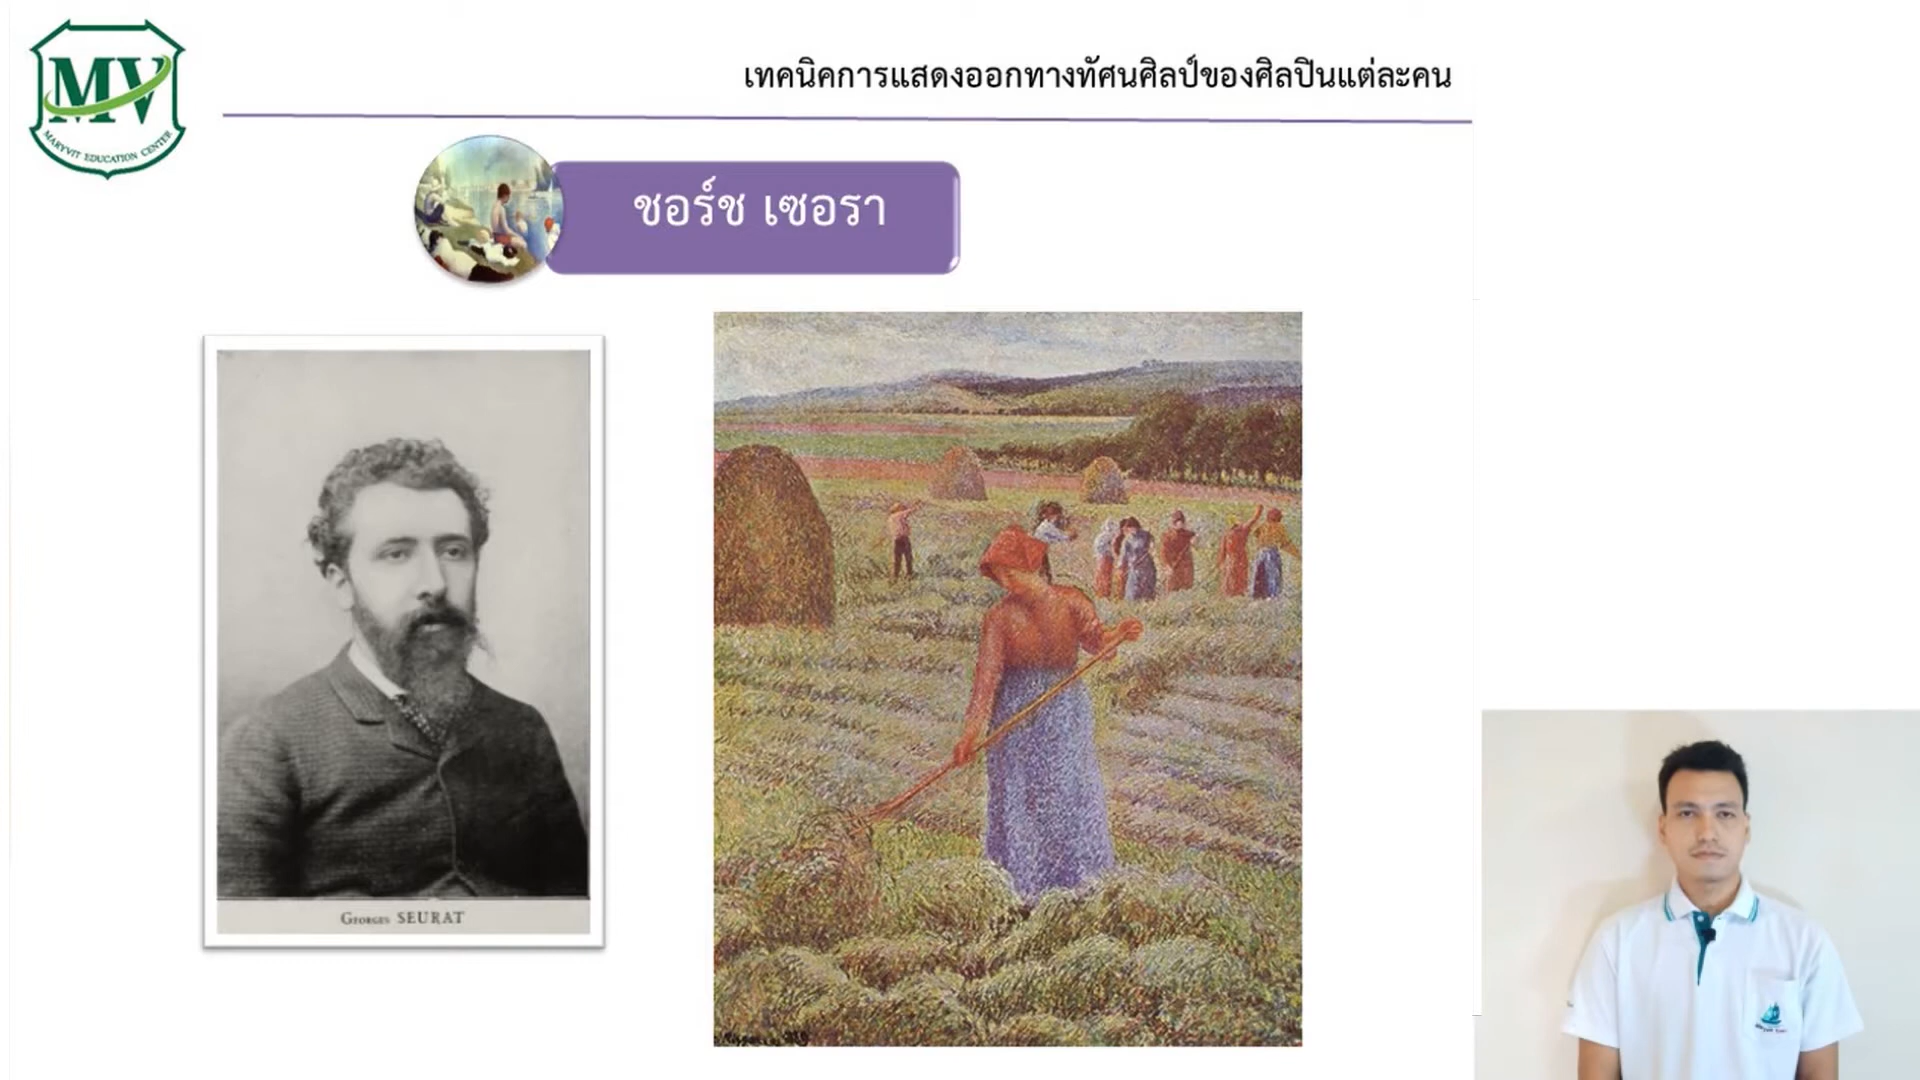 MV
MARYVIT EDUCATION CENTER
เทคนิคการแสดงออกทางทัศนศิลป์ของศิลปินแต่ละคน
ชอร์ช เซอรา
Georges SEURAT